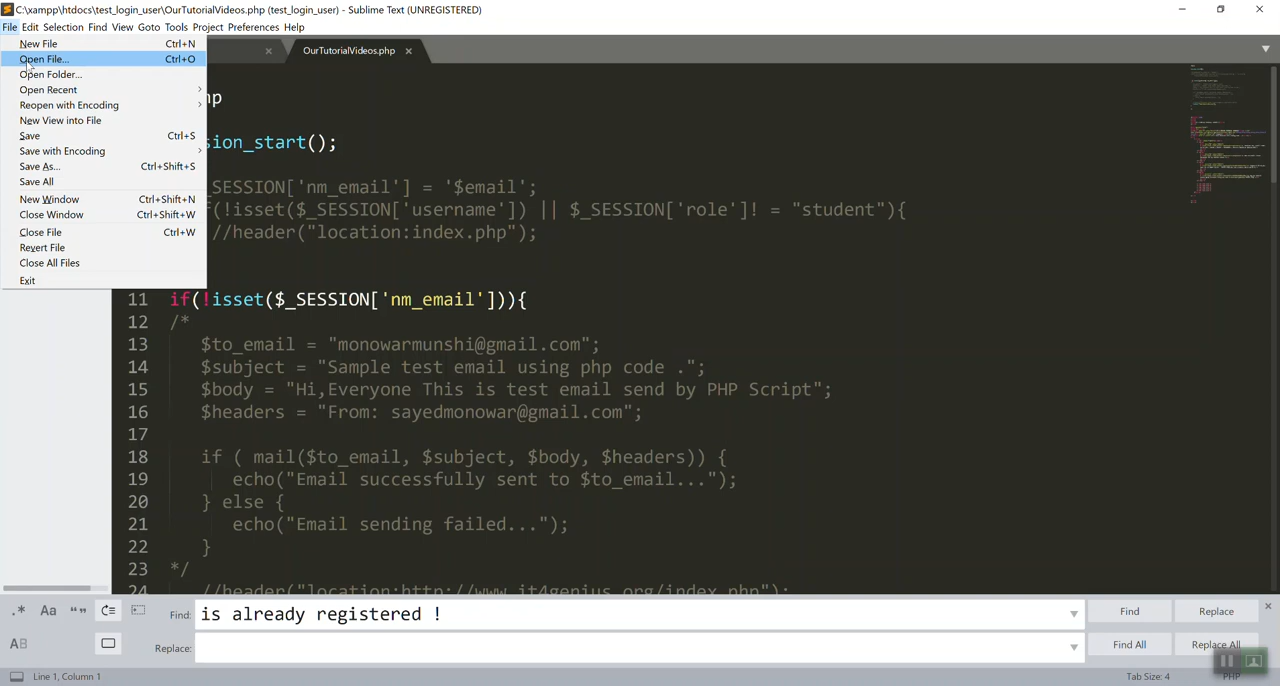 C:\xampp\htdocs\test_login_user\OurTutorialVideos.php (test_login_user) - Sublime Text (UNREGISTERED)
File Edit Selection Find View Goto Tools Project Preferences Help
New File Ctrl+N
Open File... Ctrl+O
Open Folder...
Open Recent
Reopen with Encoding
New View into File
Save Ctrl+S
Save with Encoding
Save As... Ctrl+Shift+S
Save All
New Window Ctrl+Shift+N
Close Window Ctrl+Shift+W
Close File Ctrl+W
Revert File
Close All Files
Exit
OurTutorialVideos.php
hp
sion_start();
_SESSION['nm_email'] = '$email';
f(!isset($_SESSION['username']) || $_SESSION['role']! = "student"){
//header("location:index.php");
11 if(!isset($_SESSION['nm_email'])){
12 /*
13 $to_email = "monowarmunshi@gmail.com";
14 $subject = "Sample test email using php code .";
15 $body = "Hi,Everyone This is test email send by PHP Script";
16 $headers = "From: sayedmonowar@gmail.com";
17
18 if ( mail($to_email, $subject, $body, $headers)) {
19 echo("Email successfully sent to $to_email...");
20 } else {
21 echo("Email sending failed...");
22 }
23 */
24 //header("location:http://www.it4genius.org/index.php");
.* Aa “” Find: is already registered ! Find Replace
AB Replace: Find All Replace All
Line 1, Column 1 Tab Size: 4 PHP